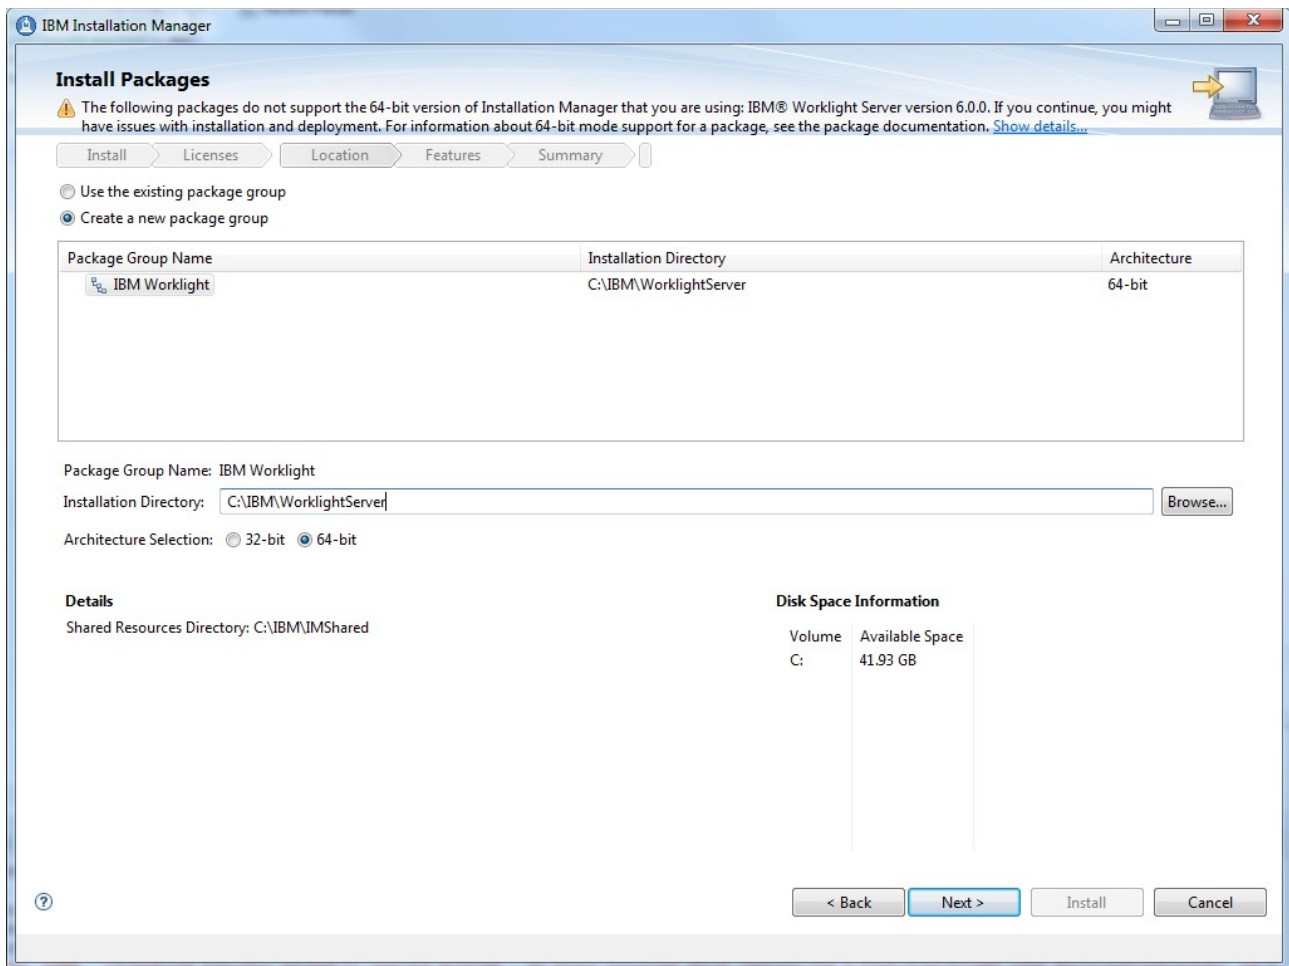 IBM Installation Manager
Install Packages
The following packages do not support the 64-bit version of Installation Manager that you are using: IBM® Worklight Server version 6.0.0. If you continue, you might
have issues with installation and deployment. For information about 64-bit mode support for a package, see the package documentation. Show details...
Install Licenses Location Features Summary
Use the existing package group
Create a new package group
Package Group Name Installation Directory Architecture
IBM Worklight C:\IBM\WorklightServer 64-bit
Package Group Name: IBM Worklight
Installation Directory: C:\IBM\WorklightServer Browse...
Architecture Selection: 32-bit 64-bit
Details Disk Space Information
Shared Resources Directory: C:\IBM\IMShared
Volume Available Space
C: 41.93 GB
? < Back Next > Install Cancel